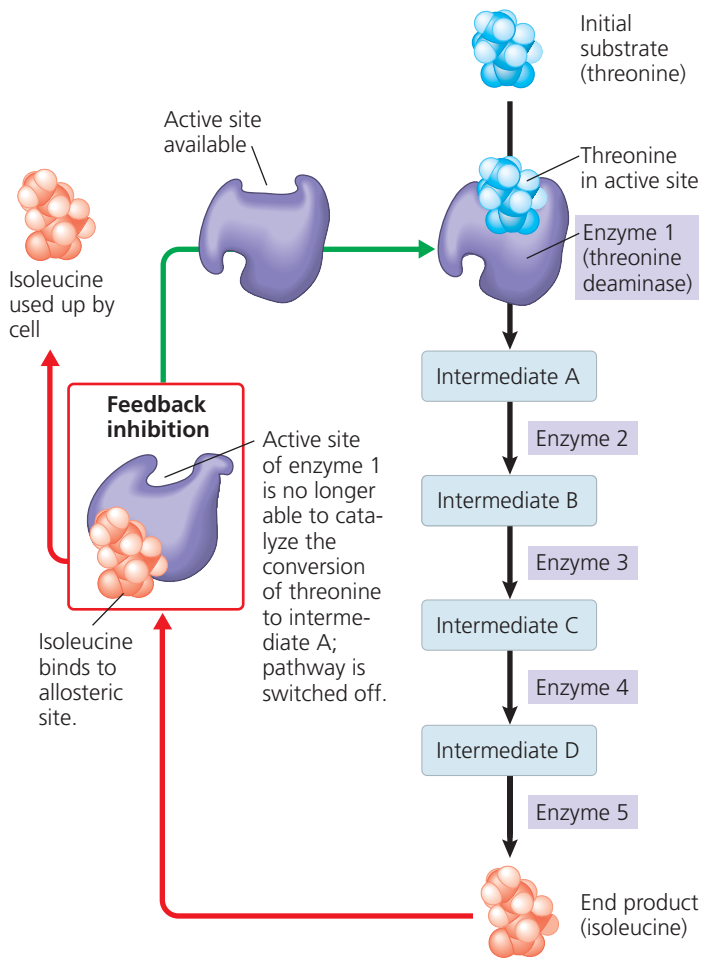 Initial
substrate
(threonine)
Active site
available
Threonine
in active site
Enzyme 1
(threonine
deaminase)
Isoleucine
used up by
cell
Intermediate A
Feedback
inhibition
Enzyme 2
Active site
of enzyme 1
is no longer
able to cata-
lyze the
conversion
of threonine
to interme-
diate A;
pathway is
switched off.
Intermediate B
Enzyme 3
Isoleucine
binds to
allosteric
site.
Intermediate C
Enzyme 4
Intermediate D
Enzyme 5
End product
(isoleucine)